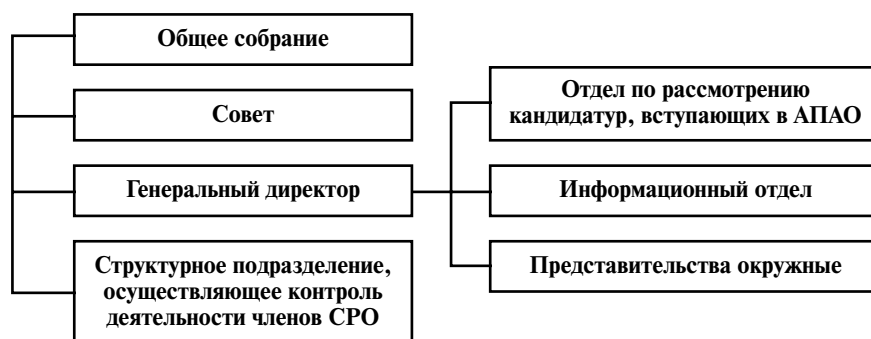 Общее собрание
Совет
Генеральный директор
Структурное подразделение,
осуществляющее контроль
деятельности членов СРО
Отдел по рассмотрению
кандидатур, вступающих в АПАО
Информационный отдел
Представительства окружные